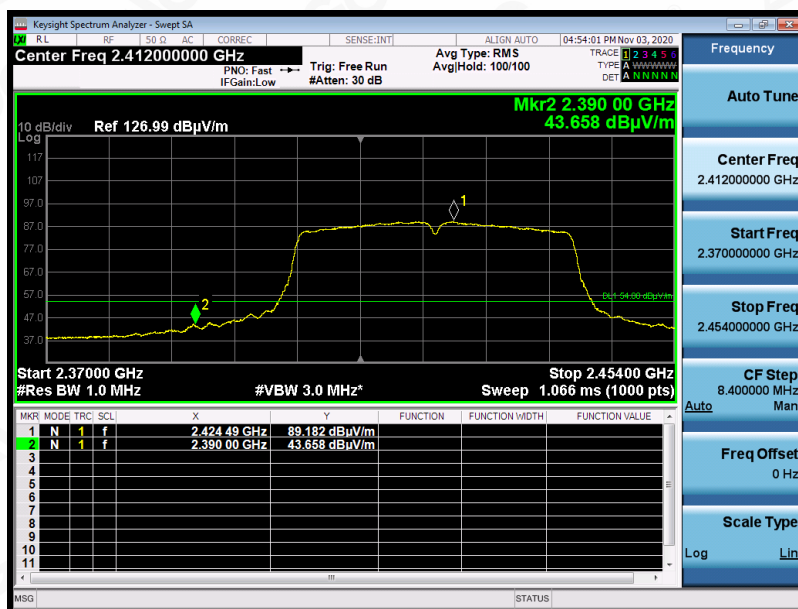 Keysight Spectrum Analyzer - Swept SA
LXI RL RF 50 Ω AC CORREC SENSE:INT ALIGN AUTO 04:54:01 PM Nov 03, 2020
Center Freq 2.412000000 GHz
PNO: Fast
IFGain:Low
Trig: Free Run
#Atten: 30 dB
Avg Type: RMS
Avg|Hold: 100/100
TRACE 1 2 3 4 5 6
TYPE A WWWWW
DET A N N N N N
Mkr2 2.390 00 GHz
43.658 dBµV/m
10 dB/div Ref 126.99 dBµV/m
Log
117
107
97.0
87.0
77.0
67.0
57.0
47.0
37.0
1
2
DL1 54.00 dBµV/m
Start 2.37000 GHz Stop 2.45400 GHz
#Res BW 1.0 MHz #VBW 3.0 MHz* Sweep 1.066 ms (1000 pts)
MKR MODE TRC SCL X Y FUNCTION FUNCTION WIDTH FUNCTION VALUE
1 N 1 f 2.424 49 GHz 89.182 dBµV/m
2 N 1 f 2.390 00 GHz 43.658 dBµV/m
3
4
5
6
7
8
9
10
11
MSG STATUS
Frequency
Auto Tune
Center Freq
2.412000000 GHz
Start Freq
2.370000000 GHz
Stop Freq
2.454000000 GHz
CF Step
8.400000 MHz
Auto Man
Freq Offset
0 Hz
Scale Type
Log Lin